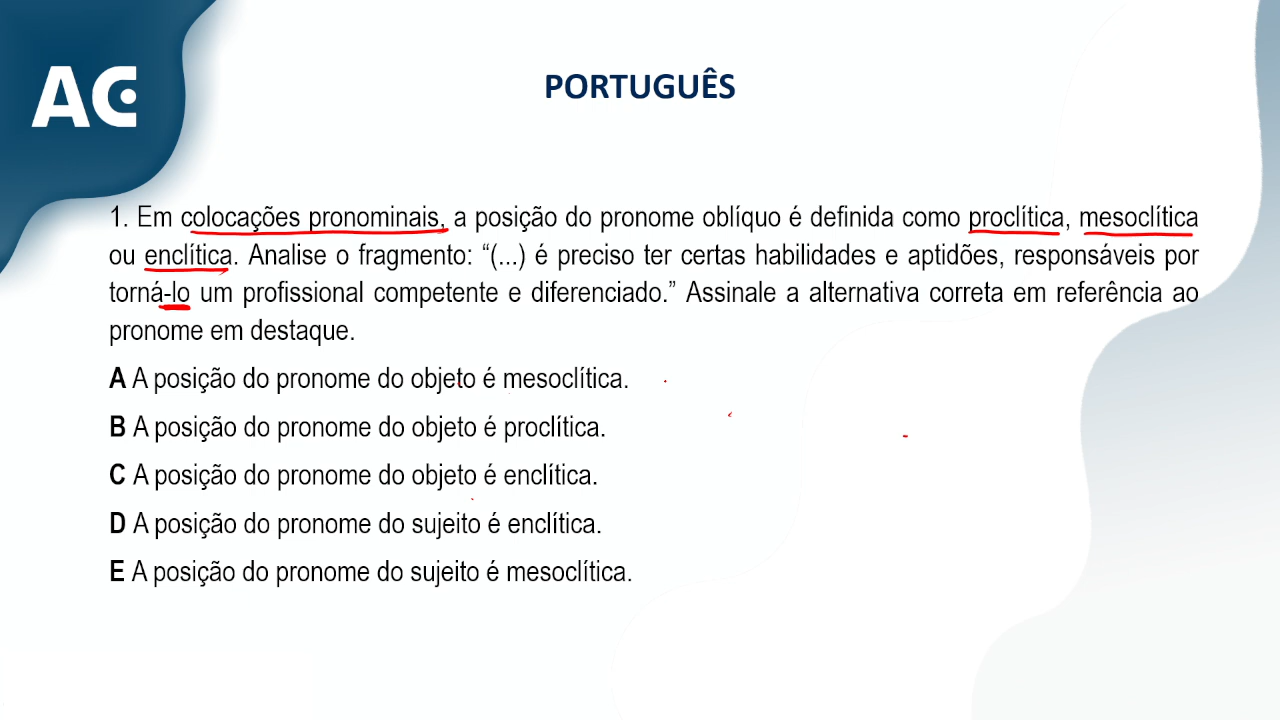 AC
PORTUGUÊS
1. Em colocações pronominais, a posição do pronome oblíquo é definida como proclítica, mesoclítica
ou enclítica. Analise o fragmento: “(...) é preciso ter certas habilidades e aptidões, responsáveis por
torná-lo um profissional competente e diferenciado.” Assinale a alternativa correta em referência ao
pronome em destaque.
A A posição do pronome do objeto é mesoclítica.
B A posição do pronome do objeto é proclítica.
C A posição do pronome do objeto é enclítica.
D A posição do pronome do sujeito é enclítica.
E A posição do pronome do sujeito é mesoclítica.